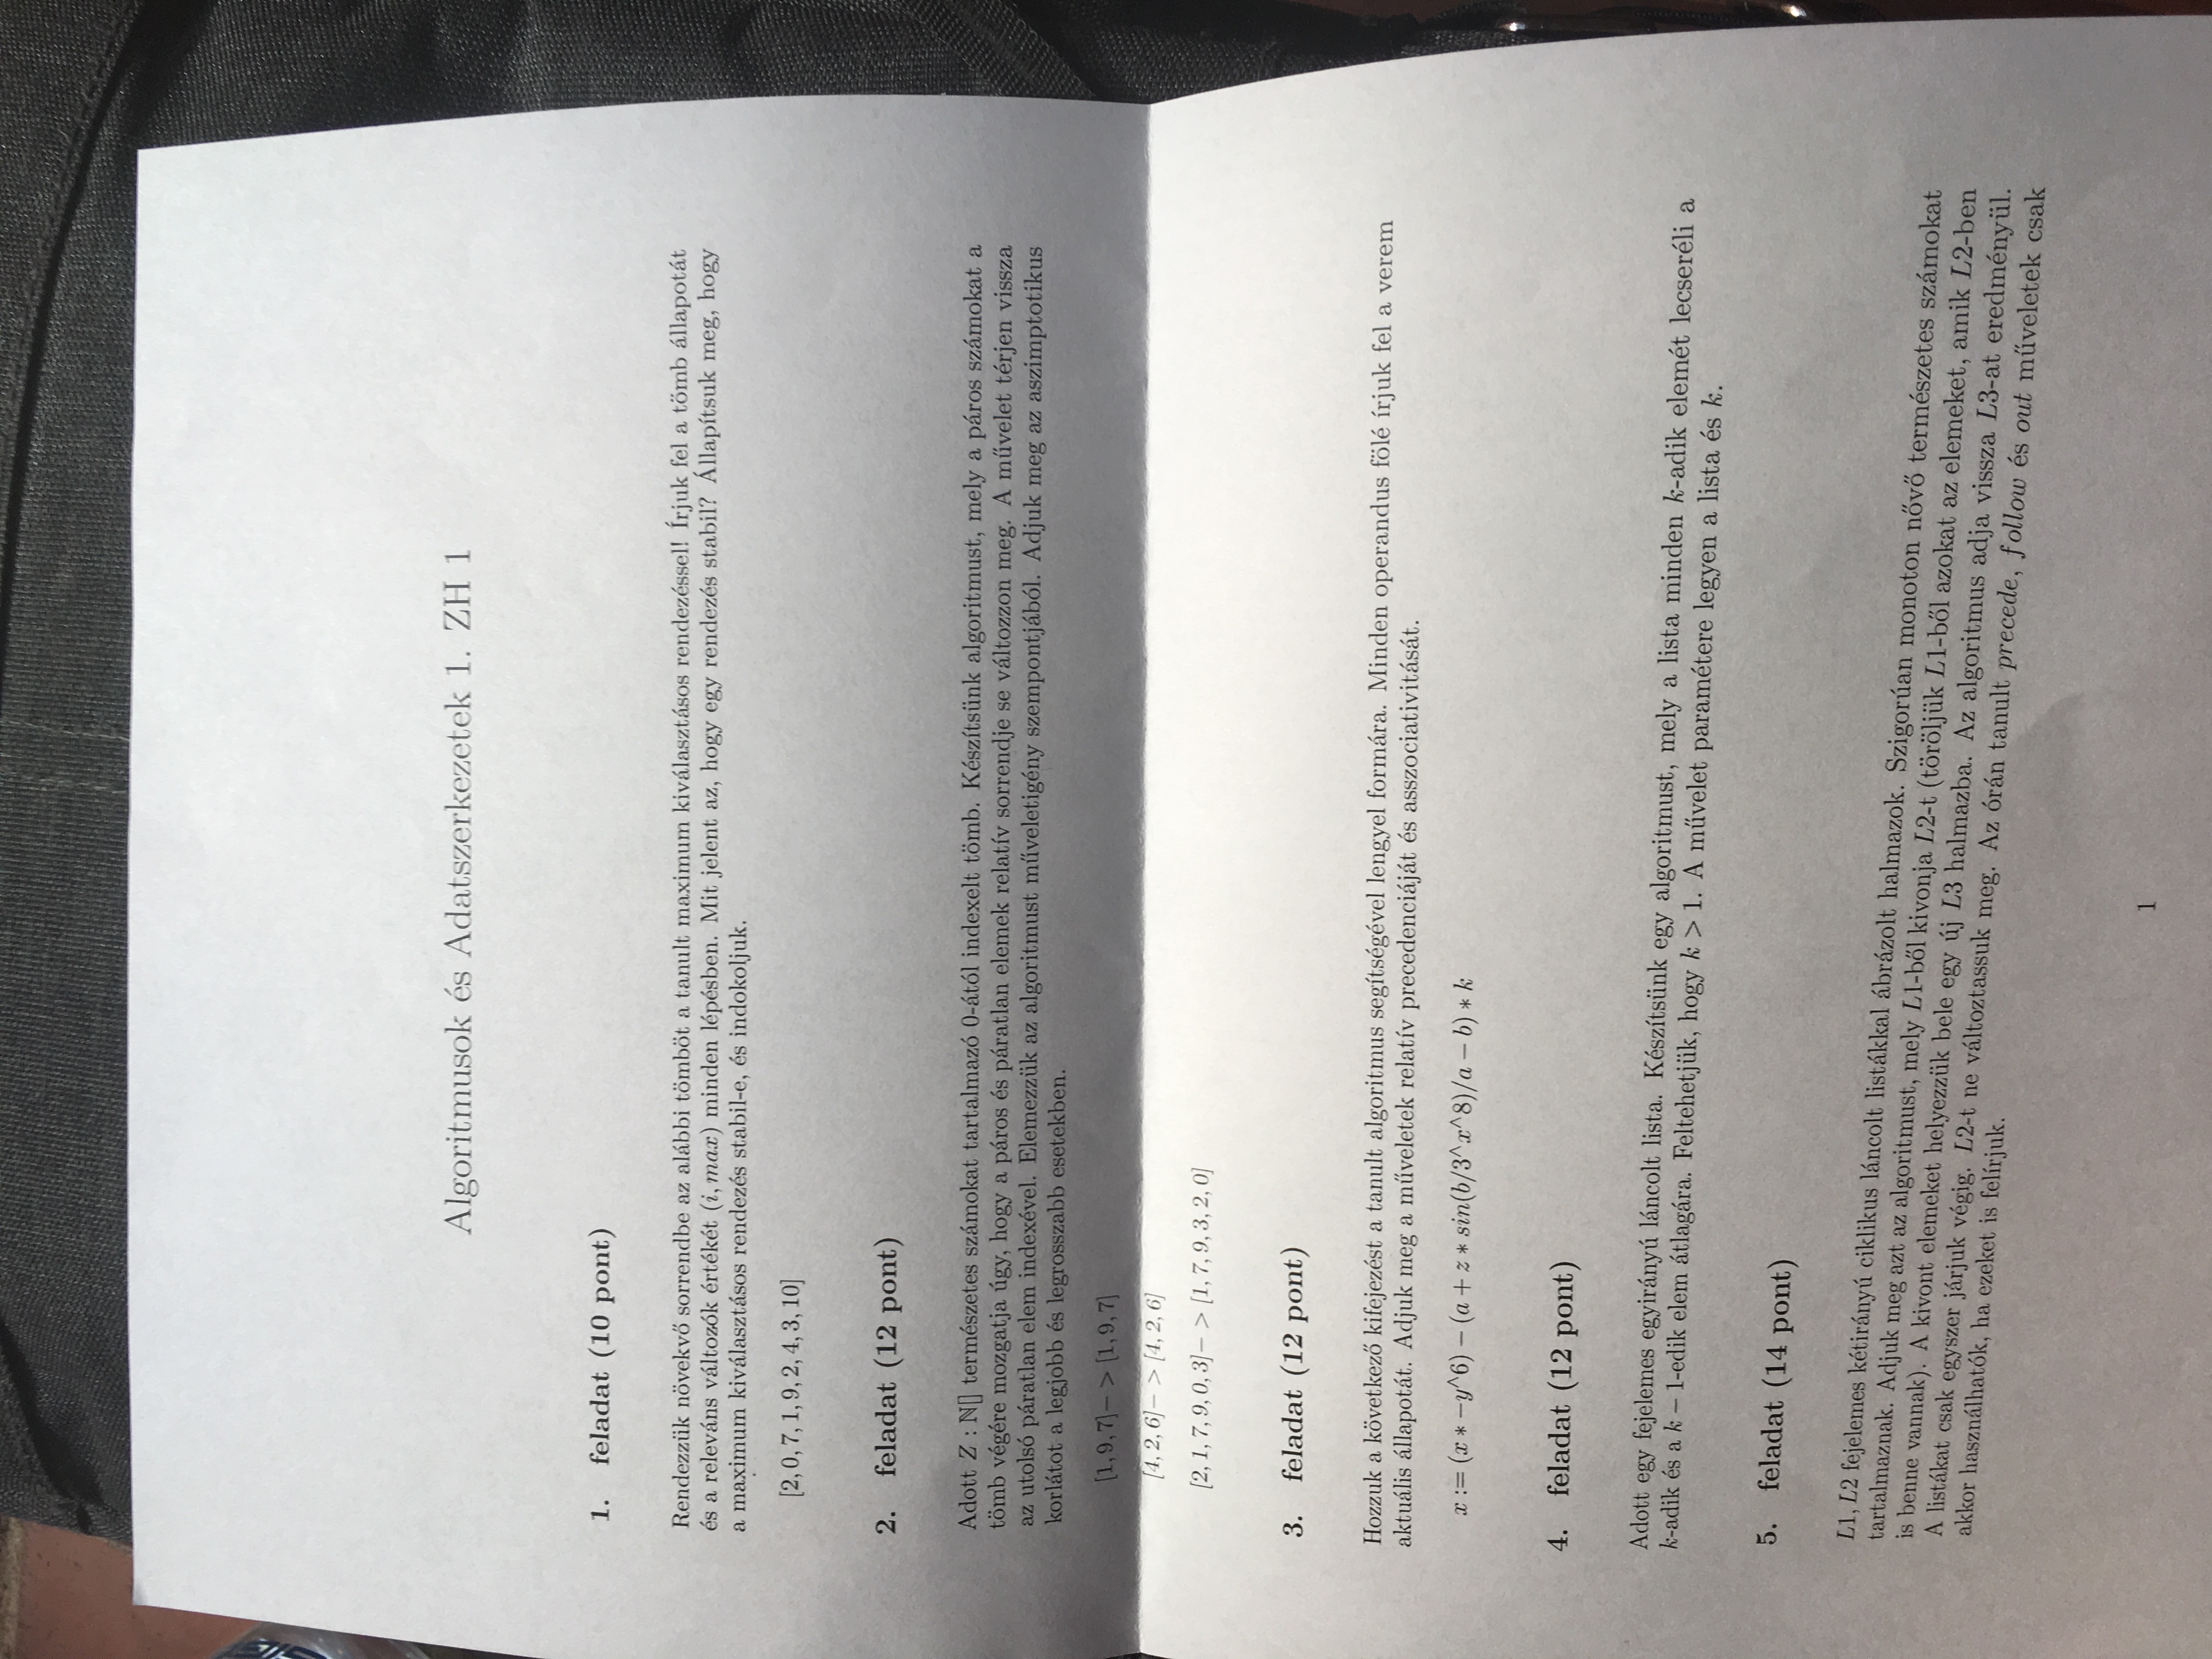 Algoritmusok és Adatszerkezetek 1. ZH 1
1. feladat (10 pont)
Rendezzük növekvő sorrendbe az alábbi tömböt a tanult maximum kiválasztásos rendezéssel! Írjuk fel a tömb állapotát
és a releváns változók értékét (i, max) minden lépésben. Mit jelent az, hogy egy rendezés stabil? Állapítsuk meg, hogy
a maximum kiválasztásos rendezés stabil-e, és indokoljuk.
[2, 0, 7, 1, 9, 2, 4, 3, 10]
2. feladat (12 pont)
Adott Z : ℕ[] természetes számokat tartalmazó 0-ától indexelt tömb. Készítsünk algoritmust, mely a páros számokat a
tömb végére mozgatja úgy, hogy a páros és páratlan elemek relatív sorrendje se változzon meg. A művelet térjen vissza
az utolsó páratlan elem indexével. Elemezzük az algoritmust műveletigény szempontjából. Adjuk meg az aszimptotikus
korlátot a legjobb és legrosszabb esetekben.
[1, 9, 7]− > [1, 9, 7]
[4, 2, 6]− > [4, 2, 6]
[2, 1, 7, 9, 0, 3]− > [1, 7, 9, 3, 2, 0]
3. feladat (12 pont)
Hozzuk a következő kifejezést a tanult algoritmus segítségével lengyel formára. Minden operandus fölé írjuk fel a verem
aktuális állapotát. Adjuk meg a műveletek relatív precedenciáját és asszociativitását.
x := (x ∗ −y^6) − (a + z ∗ sin(b/3^x^8)/a − b) ∗ k
4. feladat (12 pont)
Adott egy fejelemes egyirányú láncolt lista. Készítsünk egy algoritmust, mely a lista minden k-adik elemét lecseréli a
k-adik és a k − 1-edik elem átlagára. Feltehetjük, hogy k > 1. A művelet paramétere legyen a lista és k.
5. feladat (14 pont)
L1, L2 fejelemes kétirányú ciklikus láncolt listákkal ábrázolt halmazok. Szigorúan monoton nővő természetes számokat
tartalmaznak. Adjuk meg azt az algoritmust, mely L1-ből kivonja L2-t (töröljük L1-ből azokat az elemeket, amik L2-ben
is benne vannak). A kivont elemeket helyezzük bele egy új L3 halmazba. Az algoritmus adja vissza L3-at eredményül.
A listákat csak egyszer járjuk végig. L2-t ne változtassuk meg. Az órán tanult precede, follow és out műveletek csak
akkor használhatók, ha ezeket is felírjuk.
1